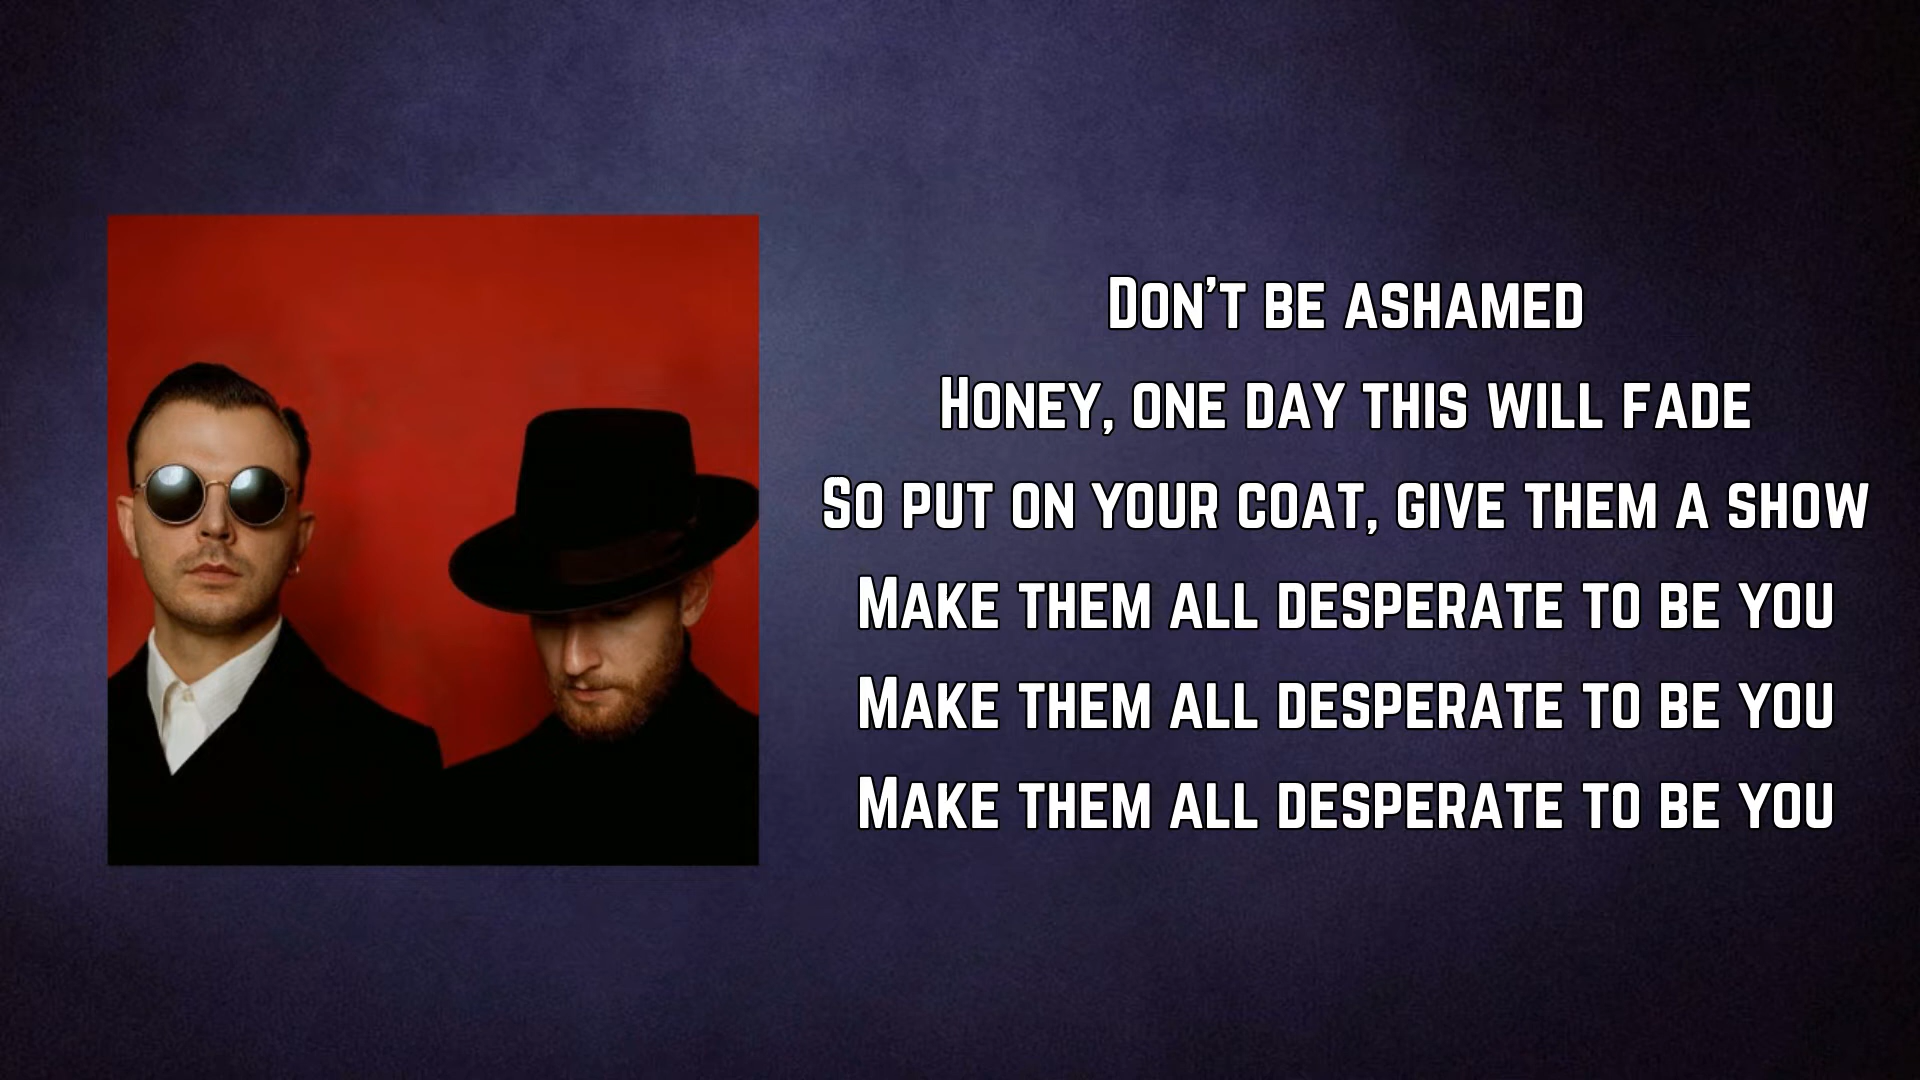 Don't be ashamed
Honey, one day this will fade
So put on your coat, give them a show
Make them all desperate to be you
Make them all desperate to be you
Make them all desperate to be you